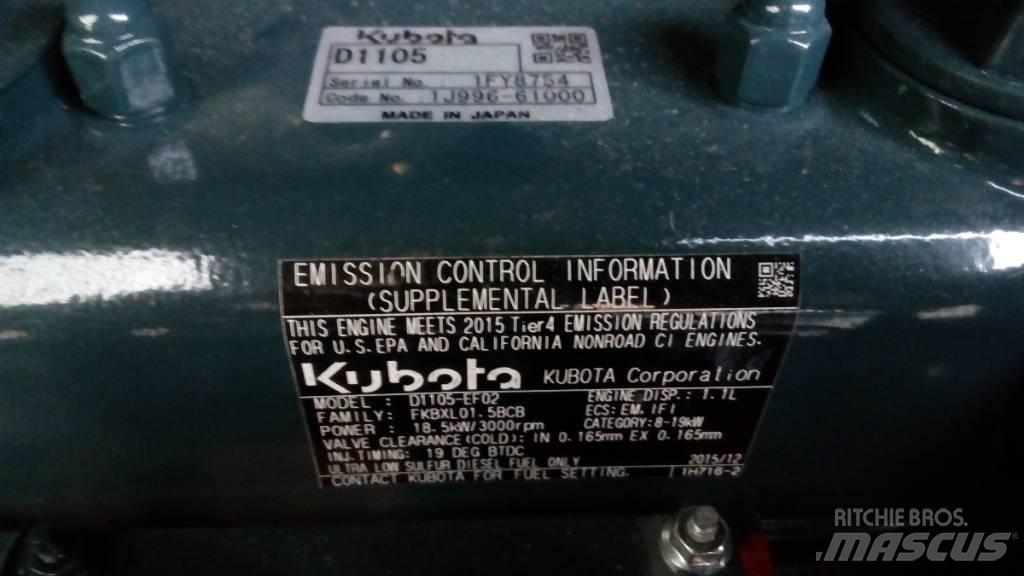 Kubota
D1105
Serial No. 1FY8754
Code No. 1J996-61000
MADE IN JAPAN
EMISSION CONTROL INFORMATION
(SUPPLEMENTAL LABEL)
THIS ENGINE MEETS 2015 Tier4 EMISSION REGULATIONS
FOR U.S.EPA AND CALIFORNIA NONROAD CI ENGINES.
Kubota KUBOTA Corporation
MODEL : D1105-EF02 ENGINE DISP.: 1.1L
FAMILY: FKBXL01.5BCB ECS: EM,IFI
POWER : 18.5kW/3000rpm CATEGORY: 8-19kW
VALVE CLEARANCE(COLD): IN 0.165mm EX 0.165mm
INJ.TIMING: 19 DEG BTDC
ULTRA LOW SULFUR DIESEL FUEL ONLY 2015/12
CONTACT KUBOTA FOR FUEL SETTING. 1H716-2
RITCHIE BROS.
MASCUS